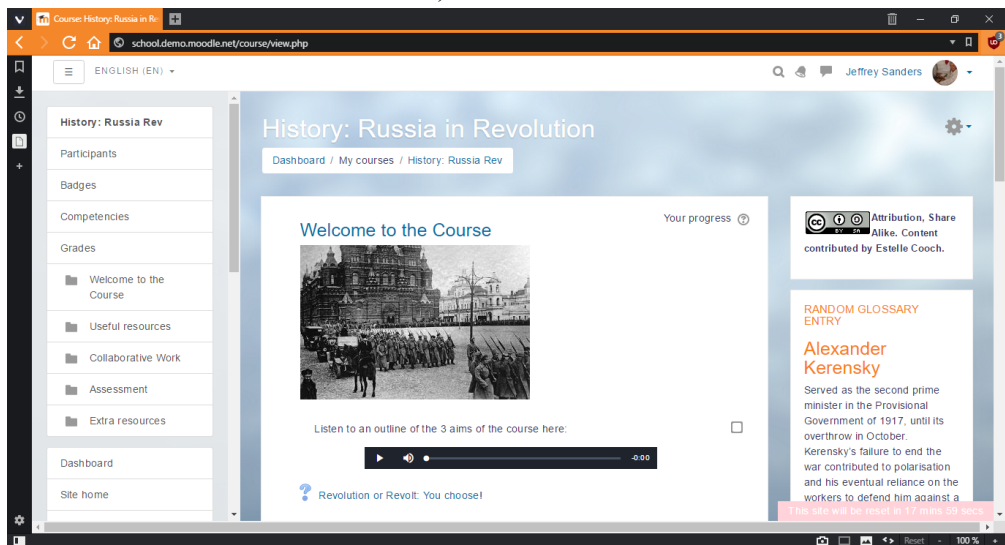 Course: History: Russia in Re
school.demo.moodle.net/course/view.php
3
ENGLISH (EN)
Jeffrey Sanders
History: Russia Rev
Participants
Badges
Competencies
Grades
Welcome to the
Course
Useful resources
Collaborative Work
Assessment
Extra resources
Dashboard
Site home
History: Russia in Revolution
Dashboard / My courses / History: Russia Rev
Your progress
Welcome to the Course
Listen to an outline of the 3 aims of the course here:
-0:00
Revolution or Revolt: You choose!
cc BY SA Attribution, Share
Alike. Content
contributed by Estelle Cooch.
RANDOM GLOSSARY
ENTRY
Alexander
Kerensky
Served as the second prime
minister in the Provisional
Government of 1917, until its
overthrow in October.
Kerensky's failure to end the
war contributed to polarisation
and his eventual reliance on the
workers to defend him against a
This site will be reset in 17 mins 59 secs
Reset - 100 % +